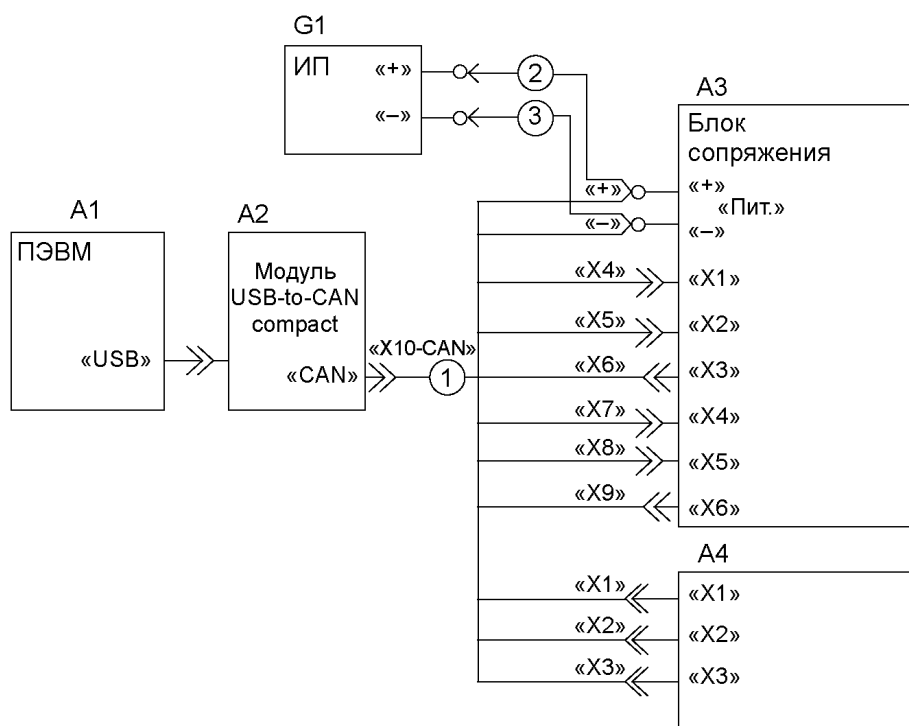 G1
ИП
«+»
«–»
2
3
A3
Блок
сопряжения
«+»
«+»
«Пит.»
«–»
«–»
A1
ПЭВМ
«USB»
A2
Модуль
USB-to-CAN
compact
«CAN»
«X10-CAN»
1
«X4»
«X1»
«X5»
«X2»
«X6»
«X3»
«X7»
«X4»
«X8»
«X5»
«X9»
«X6»
A4
«X1»
«X1»
«X2»
«X2»
«X3»
«X3»